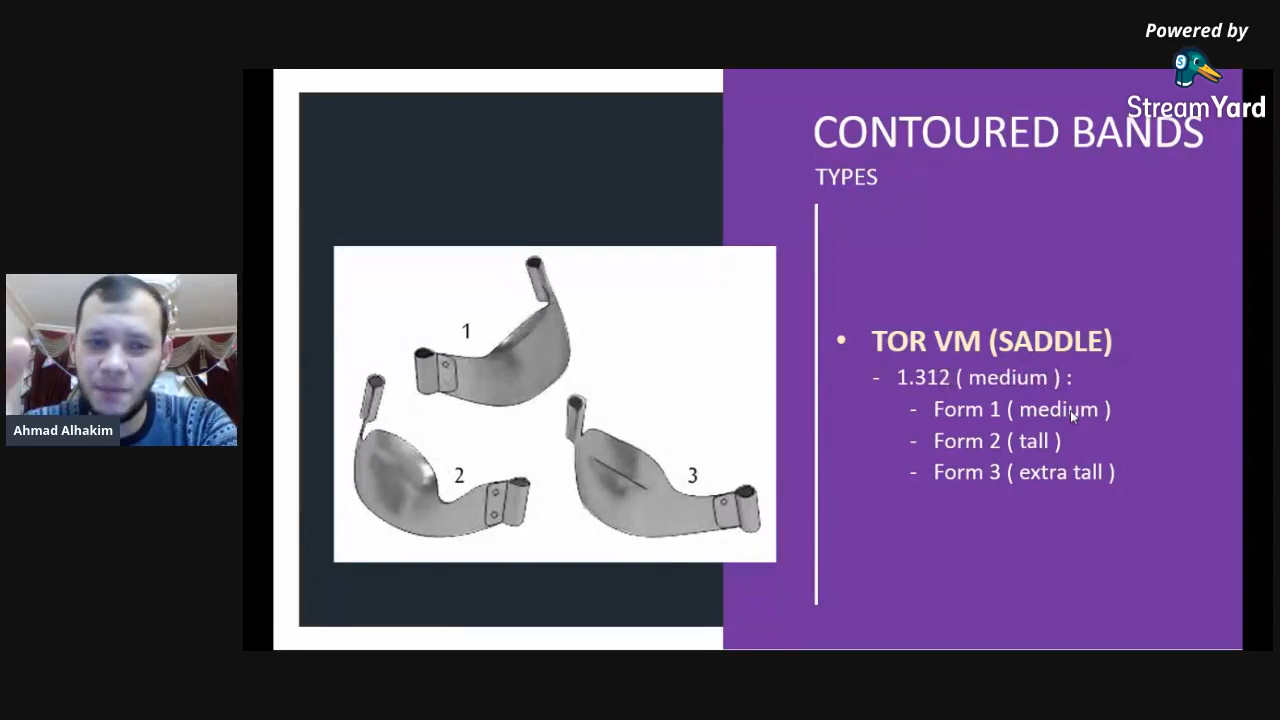 Powered by
StreamYard
CONTOURED BANDS
TYPES
• TOR VM (SADDLE)
- 1.312 ( medium ) :
- Form 1 ( medium )
- Form 2 ( tall )
- Form 3 ( extra tall )
1
2
3
Ahmad Alhakim